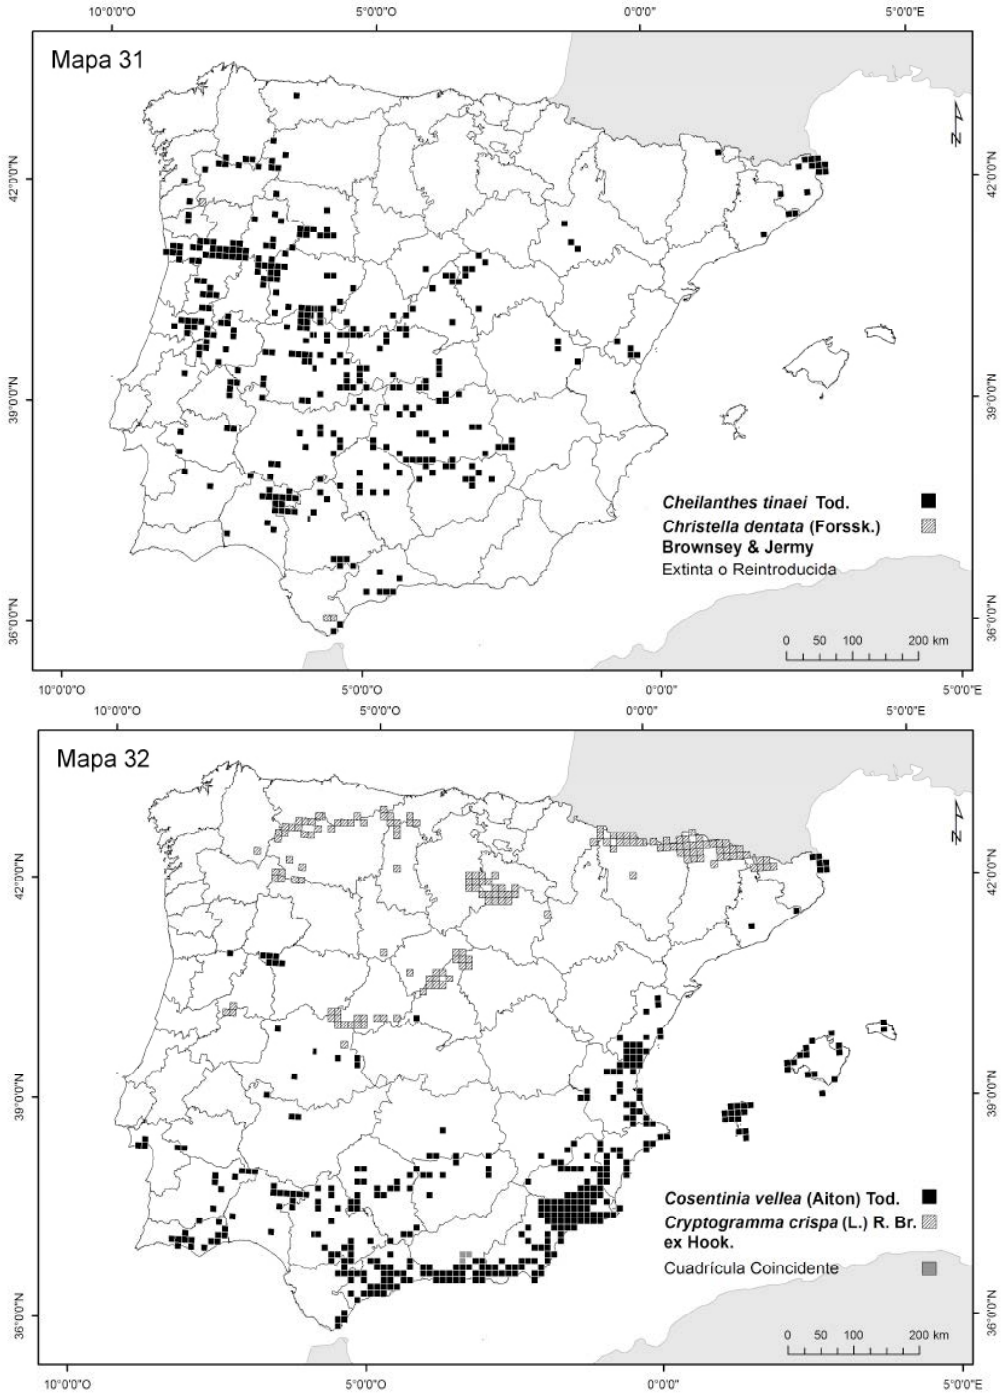 10°0'0"O 5°0'0"O 0°0'0" 5°0'0"E
Mapa 31
N
42°0'0"N 42°0'0"N
39°0'0"N 39°0'0"N
Cheilanthes tinaei Tod.
Christella dentata (Forssk.)
Brownsey & Jermy
Extinta o Reintroducida
36°0'0"N 36°0'0"N
0 50 100 200 km
10°0'0"O 5°0'0"O 0°0'0" 5°0'0"E
10°0'0"O 5°0'0"O 0°0'0" 5°0'0"E
Mapa 32
N
42°0'0"N 42°0'0"N
39°0'0"N 39°0'0"N
Cosentinia vellea (Aiton) Tod.
Cryptogramma crispa (L.) R. Br.
ex Hook.
Cuadrícula Coincidente
36°0'0"N 36°0'0"N
0 50 100 200 km
10°0'0"O 5°0'0"O 0°0'0" 5°0'0"E